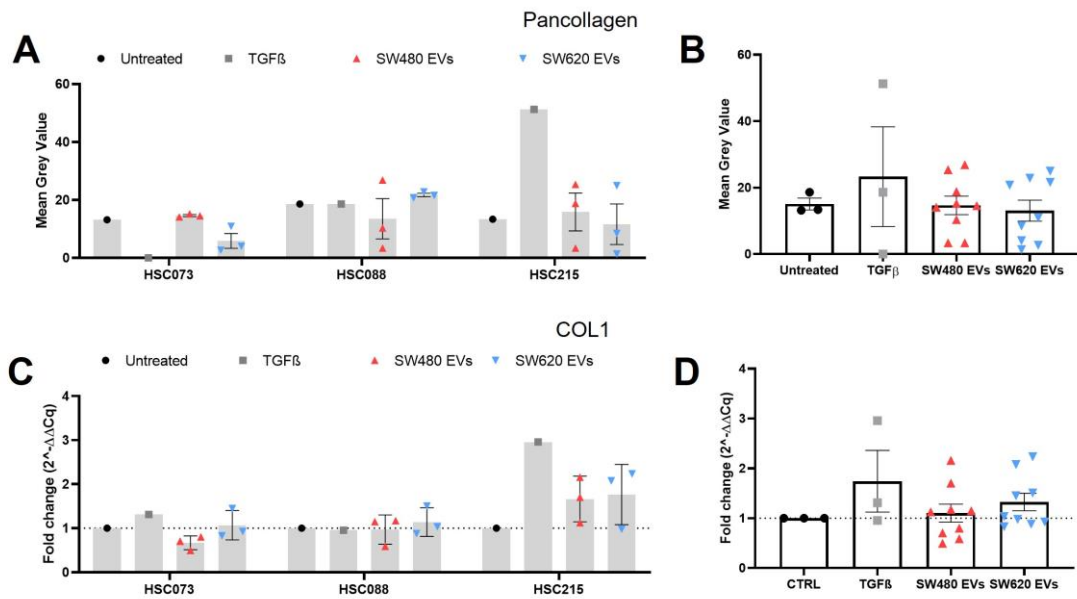 Pancollagen
A
Untreated TGFß SW480 EVs SW620 EVs
Mean Grey Value
60
40
20
0
HSC073 HSC088 HSC215
B
Mean Grey Value
60
40
20
0
Untreated TGFβ SW480 EVs SW620 EVs
COL1
C
Untreated TGFß SW480 EVs SW620 EVs
Fold change (2^-ΔΔCq)
4
3
2
1
0
HSC073 HSC088 HSC215
D
Fold change (2^-ΔΔCq)
4
3
2
1
0
CTRL TGFß SW480 EVs SW620 EVs